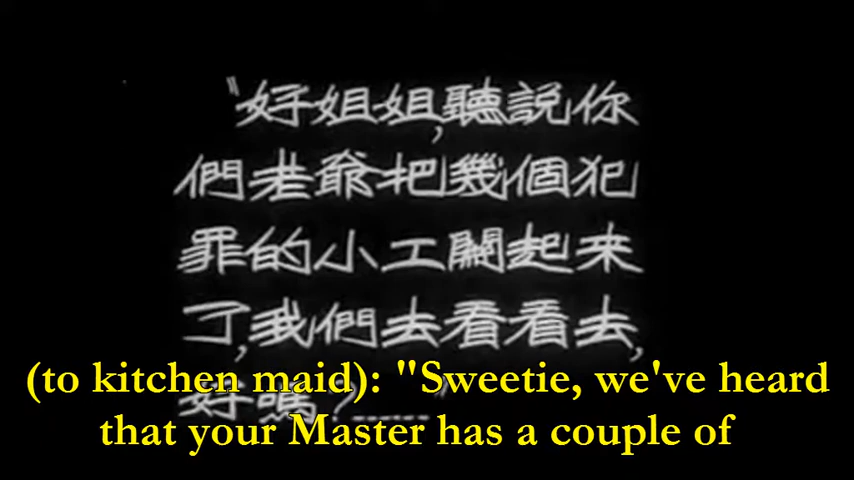 "好姐姐,聽說你
們老爺把幾個犯
罪的小工關起來
了,我們去看看去,
好嗎?......"
(to kitchen maid): "Sweetie, we've heard
that your Master has a couple of